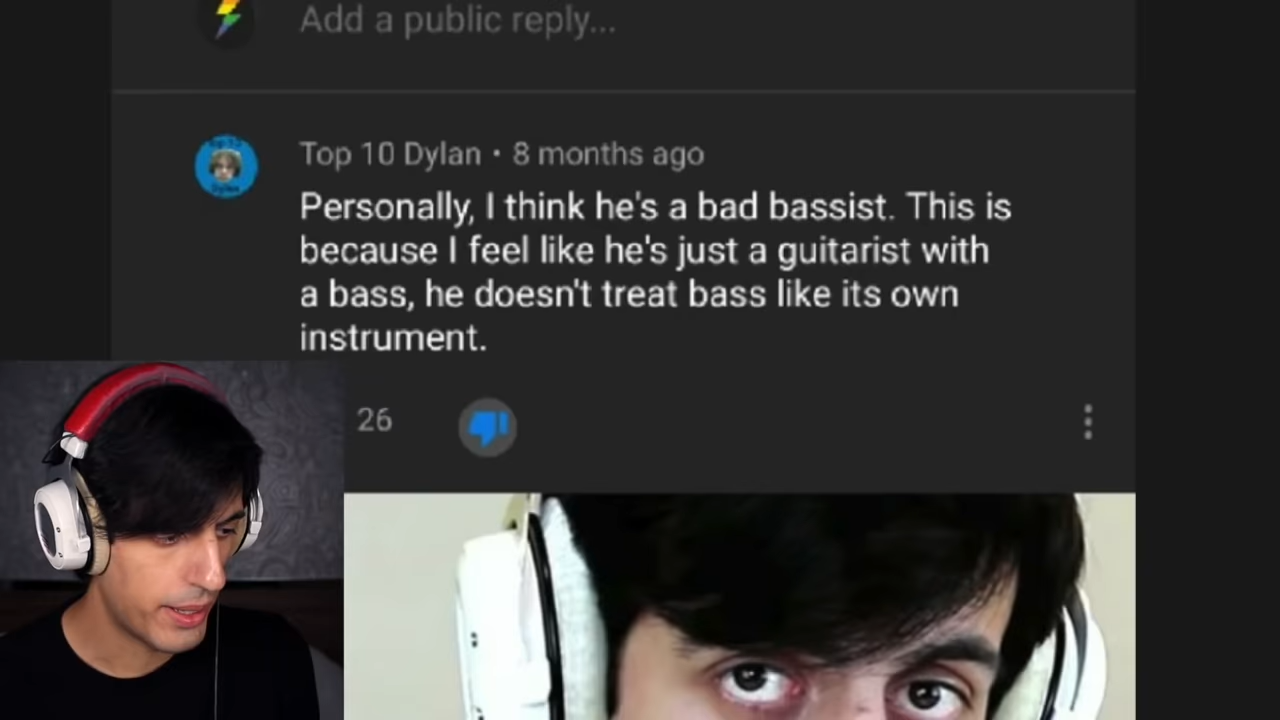 Add a public reply...
Top 10 Dylan • 8 months ago
Personally, I think he's a bad bassist. This is
because I feel like he's just a guitarist with
a bass, he doesn't treat bass like its own
instrument.
26